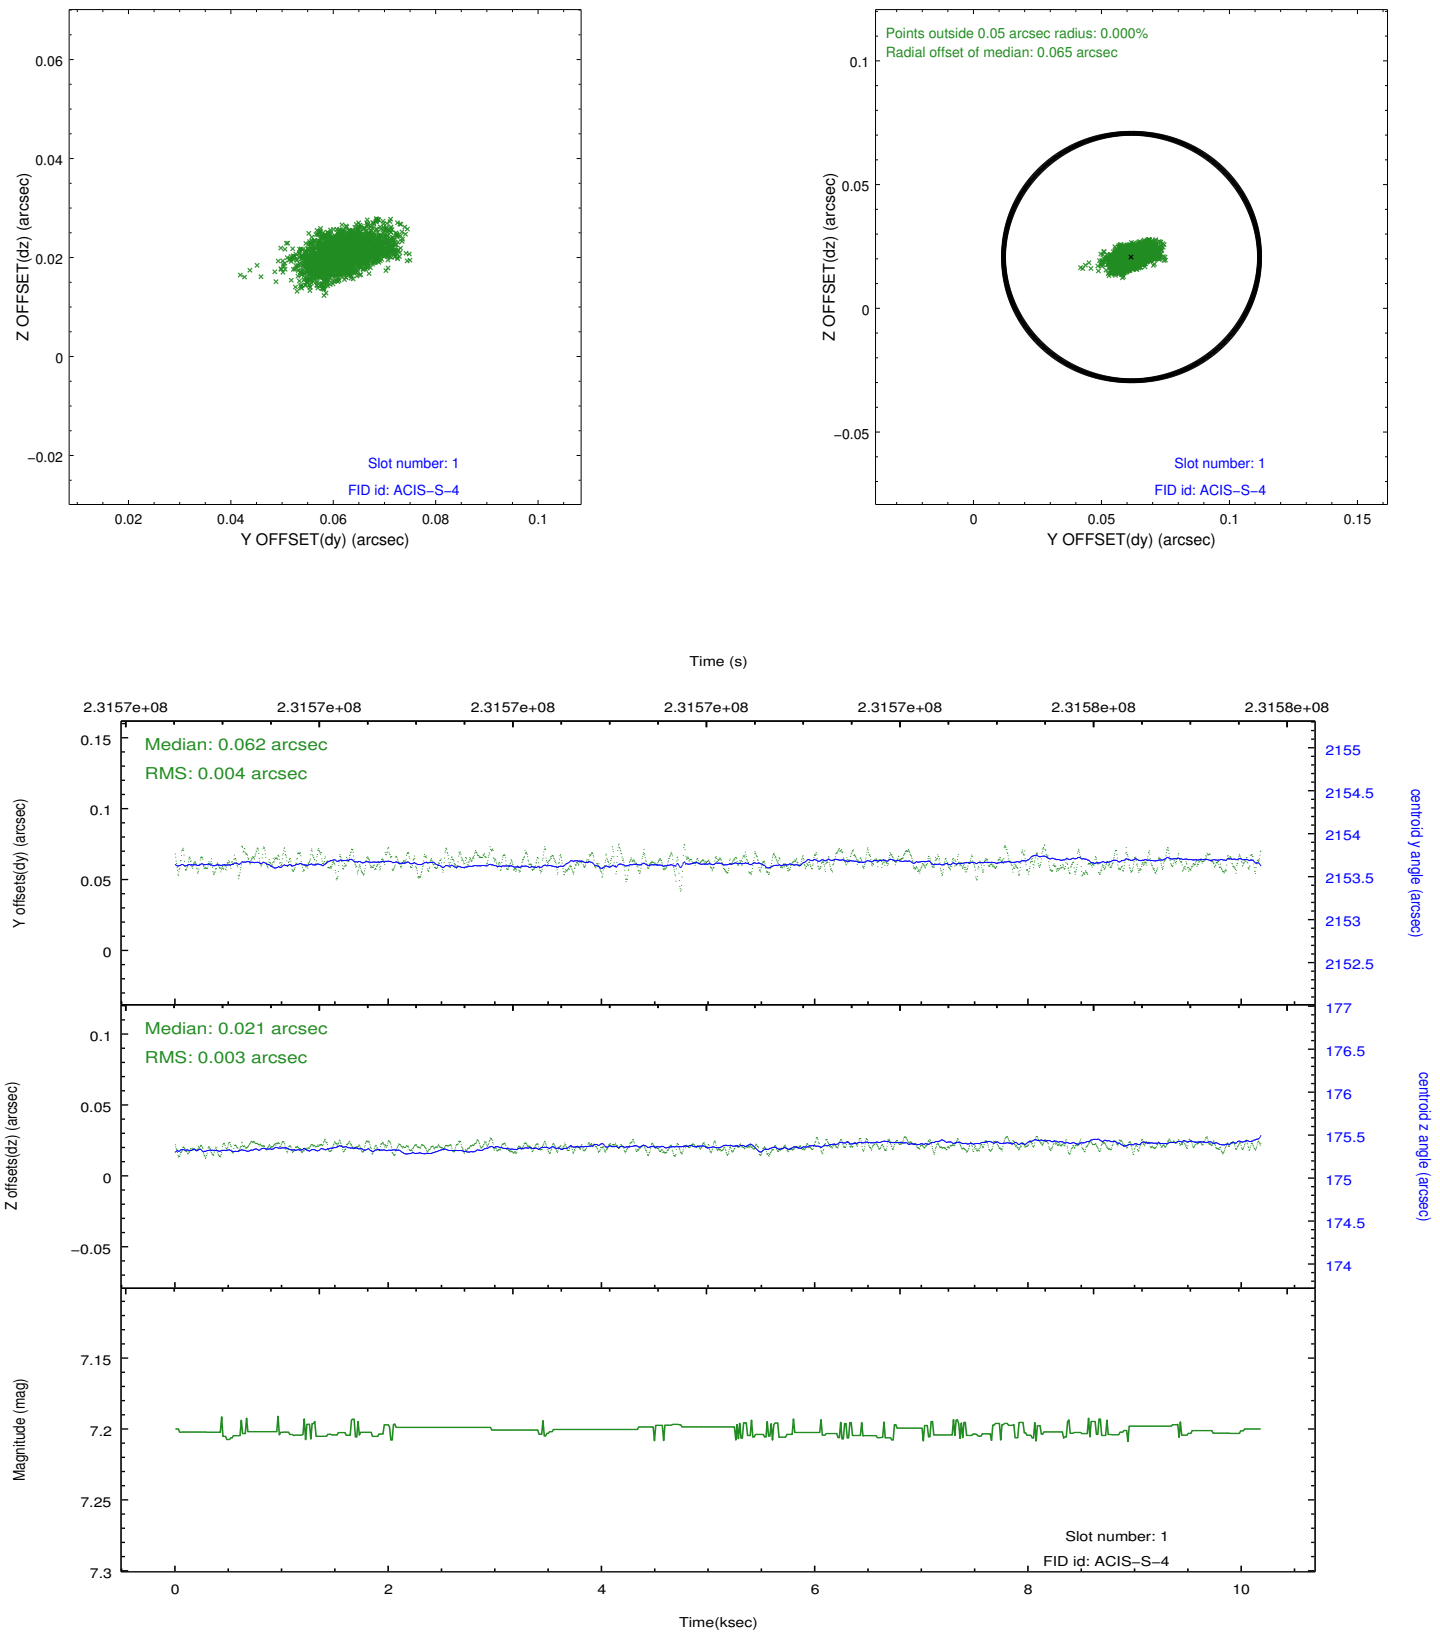 0.06
0.04
0.02
0
−0.02
Z OFFSET(dz) (arcsec)
Slot number: 1
FID id: ACIS−S−4
0.02 0.04 0.06 0.08 0.1
Y OFFSET(dy) (arcsec)
Points outside 0.05 arcsec radius: 0.000%
Radial offset of median: 0.065 arcsec
0.1
0.05
0
−0.05
Z OFFSET(dz) (arcsec)
Slot number: 1
FID id: ACIS−S−4
0 0.05 0.1 0.15
Y OFFSET(dy) (arcsec)
Time (s)
2.3157e+08 2.3157e+08 2.3157e+08 2.3157e+08 2.3157e+08 2.3158e+08 2.3158e+08
Median: 0.062 arcsec
RMS: 0.004 arcsec
0.15
0.1
0.05
0
Y offsets(dy) (arcsec)
2155
2154.5
2154
2153.5
2153
2152.5
centroid y angle (arcsec)
Median: 0.021 arcsec
RMS: 0.003 arcsec
0.1
0.05
0
−0.05
Z offsets(dz) (arcsec)
177
176.5
176
175.5
175
174.5
174
centroid z angle (arcsec)
7.15
7.2
7.25
7.3
Magnitude (mag)
Slot number: 1
FID id: ACIS−S−4
0 2 4 6 8 10
Time(ksec)